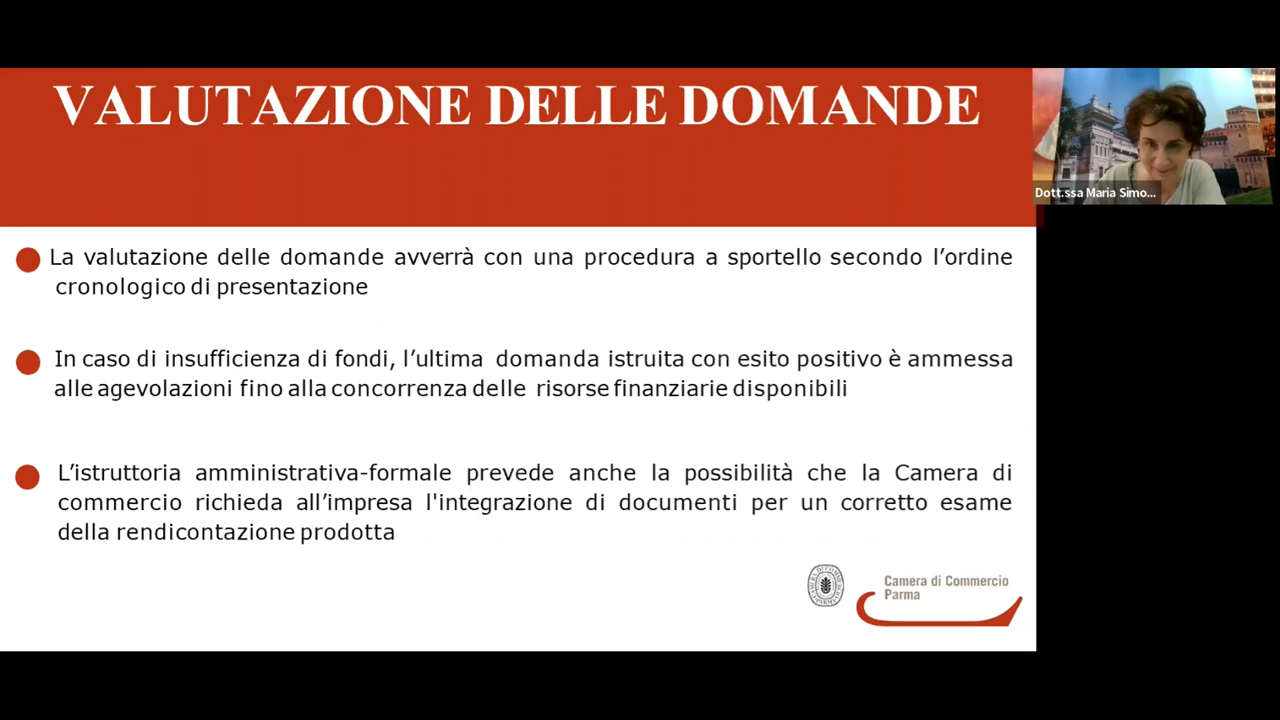 VALUTAZIONE DELLE DOMANDE
Dott.ssa Maria Simo...
La valutazione delle domande avverrà con una procedura a sportello secondo l’ordine
cronologico di presentazione
In caso di insufficienza di fondi, l’ultima domanda istruita con esito positivo è ammessa
alle agevolazioni fino alla concorrenza delle risorse finanziarie disponibili
L’istruttoria amministrativa-formale prevede anche la possibilità che la Camera di
commercio richieda all’impresa l'integrazione di documenti per un corretto esame
della rendicontazione prodotta
Camera di Commercio
Parma